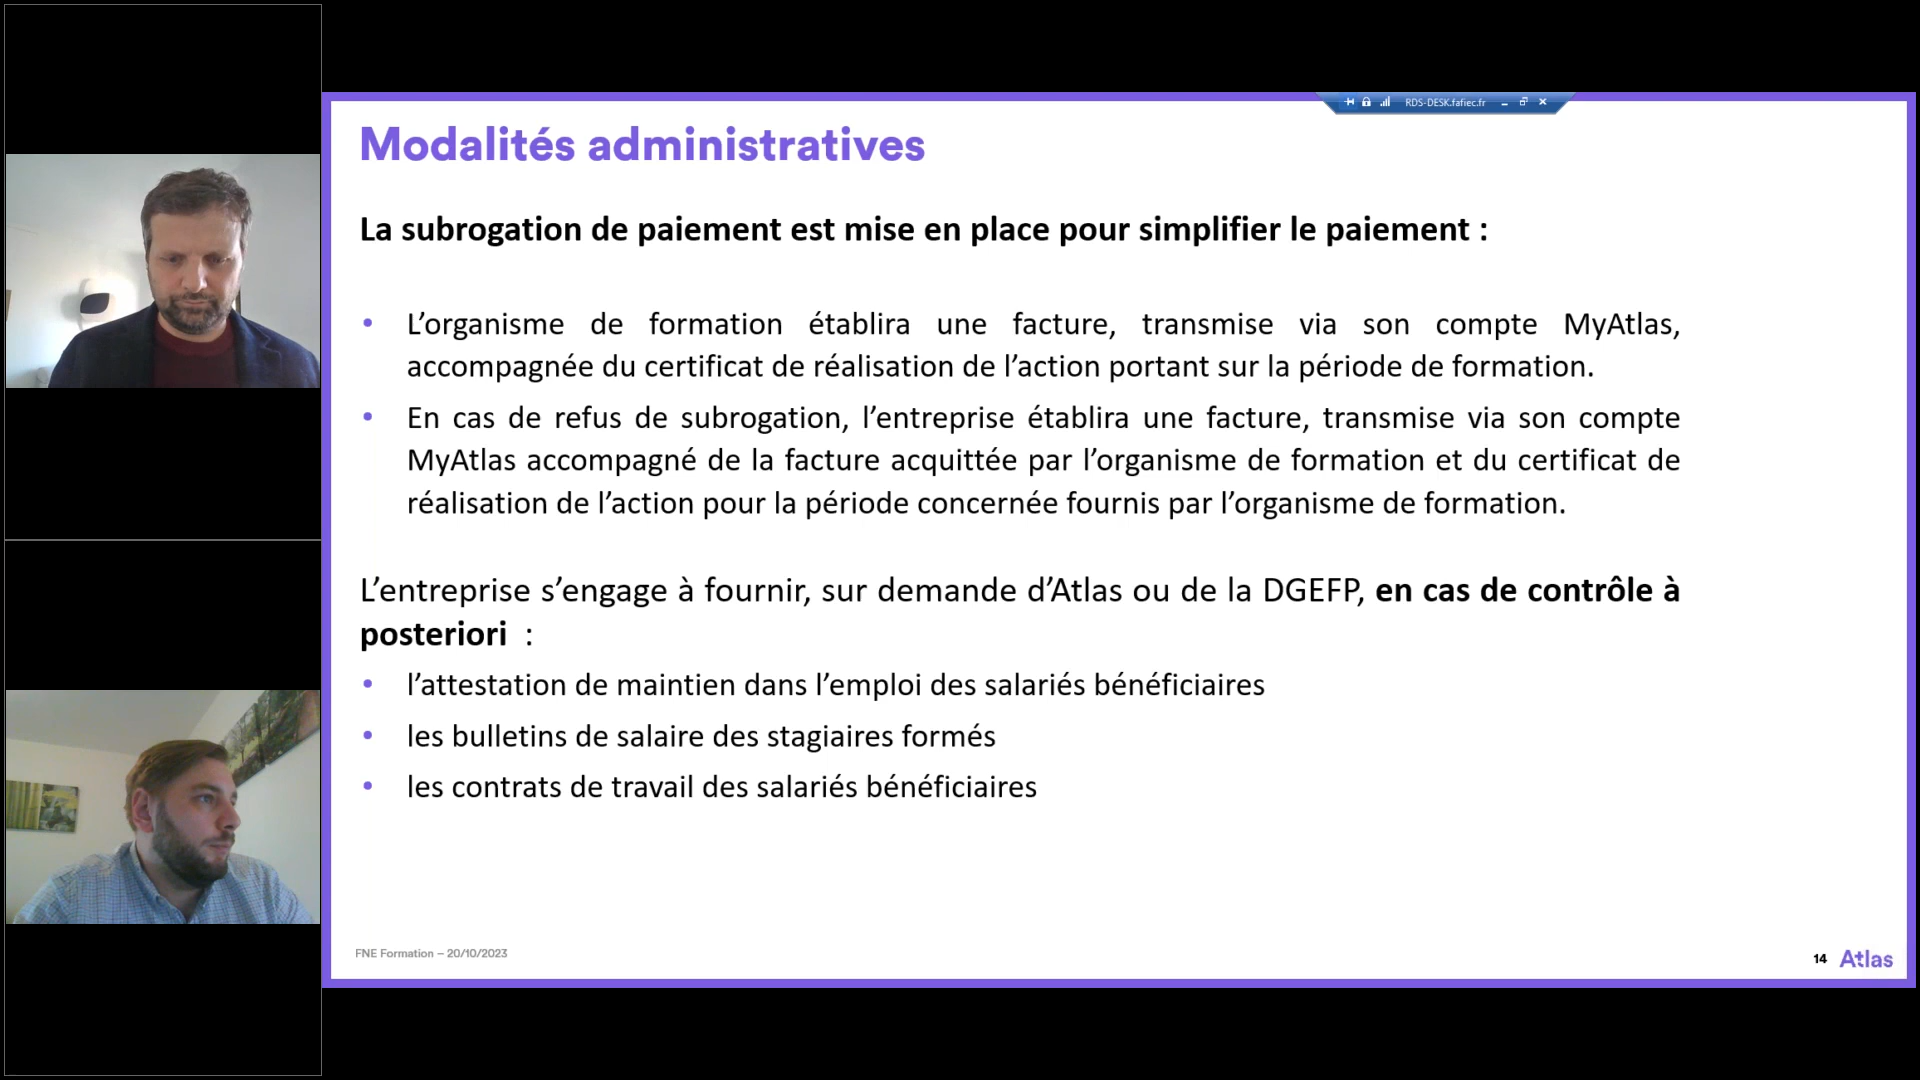 RDS-DESK.fafiec.fr
Modalités administratives
La subrogation de paiement est mise en place pour simplifier le paiement :
• L’organisme de formation établira une facture, transmise via son compte MyAtlas,
accompagnée du certificat de réalisation de l’action portant sur la période de formation.
• En cas de refus de subrogation, l’entreprise établira une facture, transmise via son compte
MyAtlas accompagné de la facture acquittée par l’organisme de formation et du certificat de
réalisation de l’action pour la période concernée fournis par l’organisme de formation.
L’entreprise s’engage à fournir, sur demande d’Atlas ou de la DGEFP, en cas de contrôle à
posteriori :
• l’attestation de maintien dans l’emploi des salariés bénéficiaires
• les bulletins de salaire des stagiaires formés
• les contrats de travail des salariés bénéficiaires
FNE Formation – 20/10/2023
14 Atlas